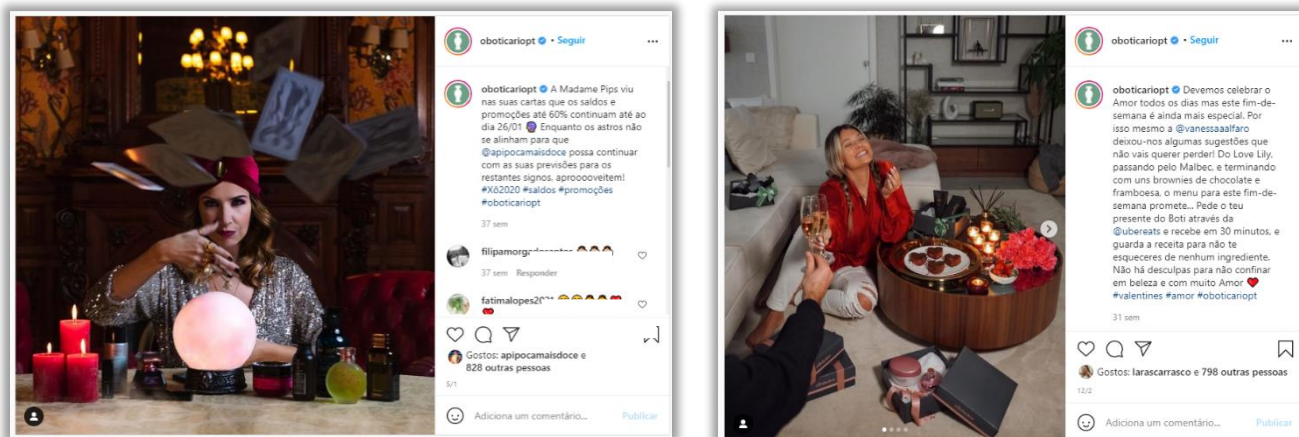 oboticariopt • Seguir
oboticariopt A Madame Pips viu
nas suas cartas que os saldos e
promoções até 60% continuam até ao
dia 26/01 🔮 Enquanto os astros não
se alinham para que
@apipocamaisdoce possa continuar
com as suas previsões para os
restantes signos, aprooooveitem!
#Xô2020 #saldos #promoções
#oboticariopt
37 sem
37 sem Responder
Gostos: apipocamaisdoce e
828 outras pessoas
5/1
Adiciona um comentário... Publicar
oboticariopt • Seguir
oboticariopt Devemos celebrar o
Amor todos os dias mas este fim-de-
semana é ainda mais especial. Por
isso mesmo a @vanessaaalfaro
deixou-nos algumas sugestões que
não vais querer perder! Do Love Lily,
passando pelo Malbec, e terminando
com uns brownies de chocolate e
framboesa, o menu para este fim-de-
semana promete... Pede o teu
presente do Boti através da
@ubereats e recebe em 30 minutos, e
guarda a receita para não te
esqueceres de nenhum ingrediente.
Não há desculpas para não confinar
em beleza e com muito Amor ❤️
#valentines #amor #oboticariopt
31 sem
Gostos: larascarrasco e 798 outras pessoas
12/2
Adiciona um comentário... Publicar